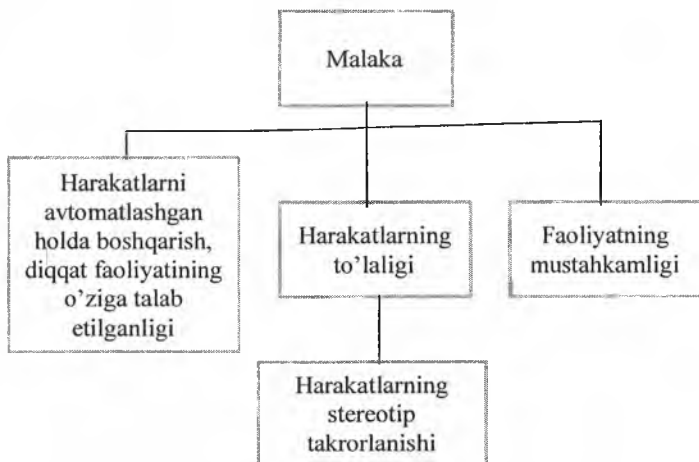 Malaka
Harakatlarni
avtomatlashgan
holda boshqarish,
diqqat faoliyatining
o’ziga talab
etilganligi
Harakatlarning
to’laligi
Faoliyatning
mustahkamligi
Harakatlarning
stereotip
takrorlanishi